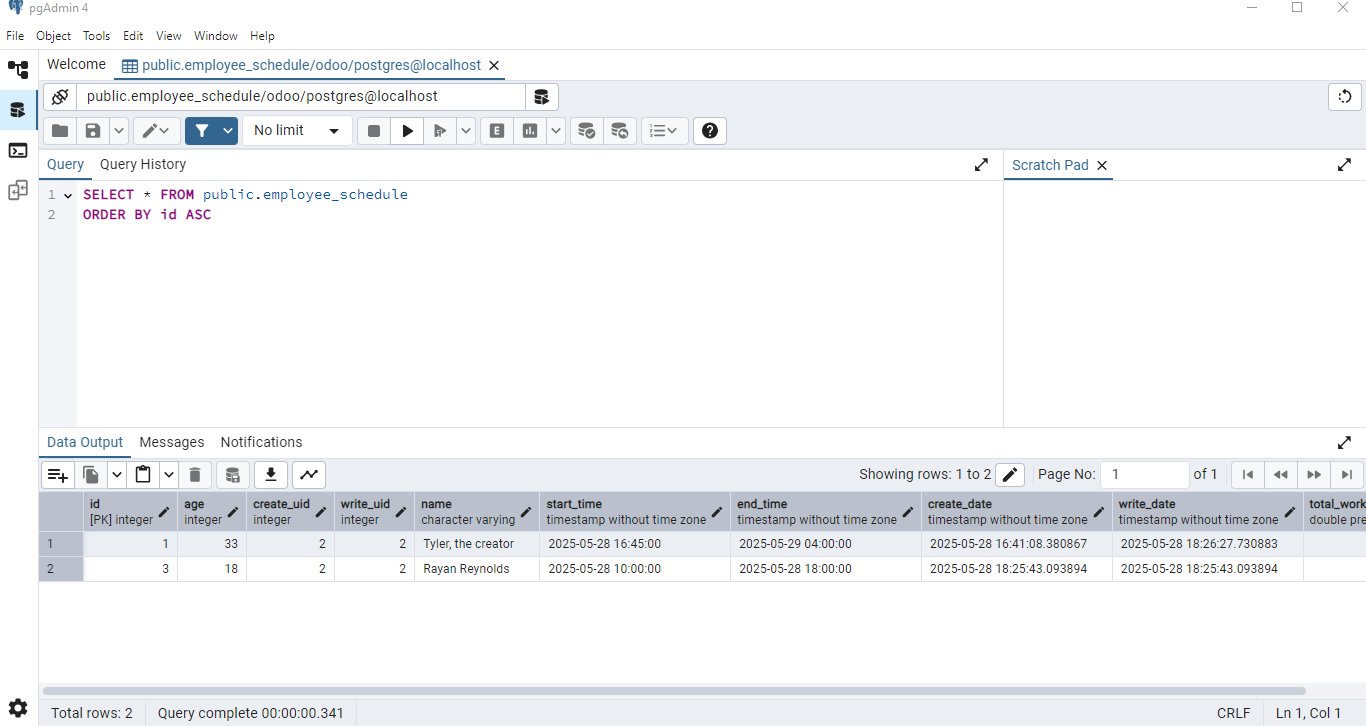 pgAdmin 4
File Object Tools Edit View Window Help
Welcome public.employee_schedule/odoo/postgres@localhost
public.employee_schedule/odoo/postgres@localhost
No limit E
Query Query History Scratch Pad
1 SELECT * FROM public.employee_schedule
2 ORDER BY id ASC
Data Output Messages Notifications
Showing rows: 1 to 2 Page No: 1 of 1
id age create_uid write_uid name start_time end_time create_date write_date total_work
[PK] integer integer integer integer character varying timestamp without time zone timestamp without time zone timestamp without time zone timestamp without time zone double pre
1 1 33 2 2 Tyler, the creator 2025-05-28 16:45:00 2025-05-29 04:00:00 2025-05-28 16:41:08.380867 2025-05-28 18:26:27.730883
2 3 18 2 2 Rayan Reynolds 2025-05-28 10:00:00 2025-05-28 18:00:00 2025-05-28 18:25:43.093894 2025-05-28 18:25:43.093894
Total rows: 2 Query complete 00:00:00.341 CRLF Ln 1, Col 1